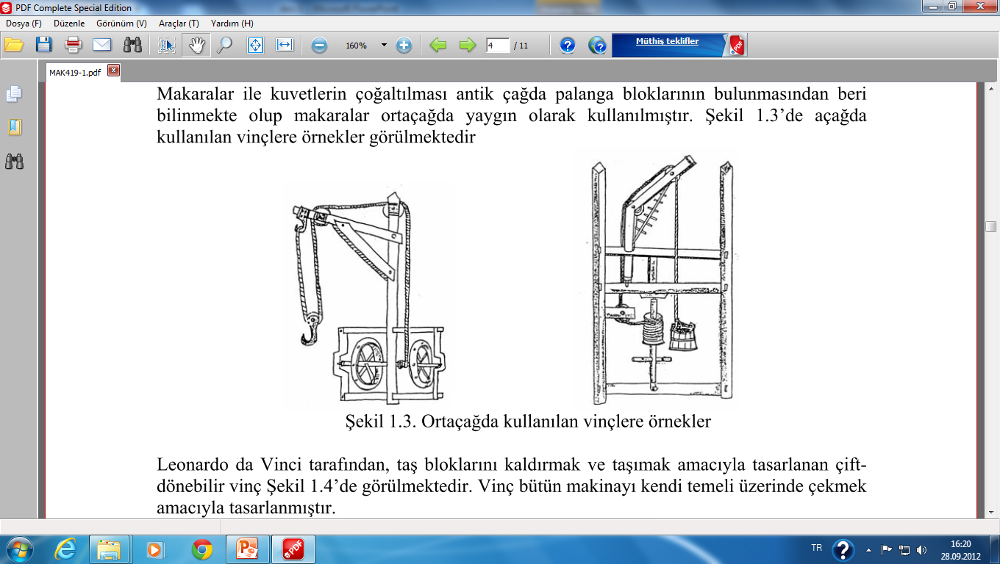 PDF Complete Special Edition
Dosya (F) Düzenle Görünüm (V) Araçlar (T) Yardım (H)
160% 4 / 11 Müthiş teklifler PDF
MAK419-1.pdf
Makaralar ile kuvetlerin çoğaltılması antik çağda palanga bloklarının bulunmasından beri
bilinmekte olup makaralar ortaçağda yaygın olarak kullanılmıştır. Şekil 1.3’de açağda
kullanılan vinçlere örnekler görülmektedir
Şekil 1.3. Ortaçağda kullanılan vinçlere örnekler
Leonardo da Vinci tarafından, taş bloklarını kaldırmak ve taşımak amacıyla tasarlanan çift-
dönebilir vinç Şekil 1.4’de görülmektedir. Vinç bütün makinayı kendi temeli üzerinde çekmek
amacıyla tasarlanmıştır.
PDF
TR
16:20
28.09.2012